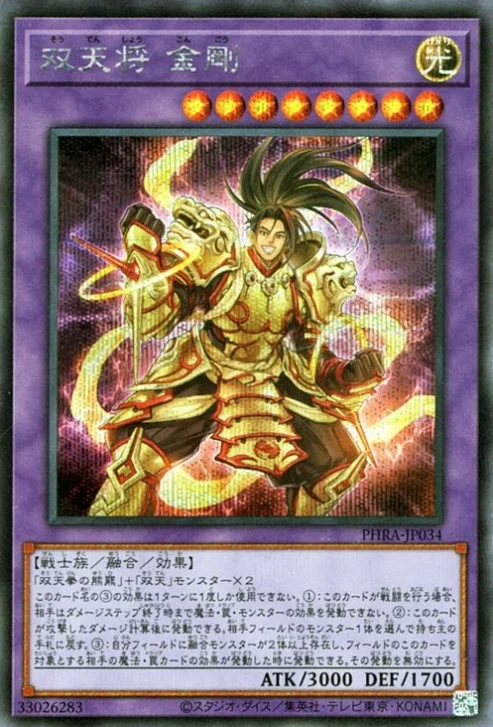 双天将 金剛
光
PHRA-JP034
【戦士族／融合／効果】
「双天拳の熊羆」＋「双天」モンスター×2
このカード名の③の効果は1ターンに1度しか使用できない。①：このカードが戦闘を行う場合、
相手はダメージステップ終了時まで魔法・罠・モンスターの効果を発動できない。②：このカード
が攻撃したダメージ計算後に発動できる。相手フィールドのモンスター1体を選んで持ち主の
手札に戻す。③：自分フィールドに融合モンスターが2体以上存在し、フィールドのこのカードを
対象とする相手の魔法・罠カードの効果が発動した時に発動できる。その発動を無効にする。
ATK/3000 DEF/1700
33026283
©スタジオ・ダイス／集英社・テレビ東京・KONAMI